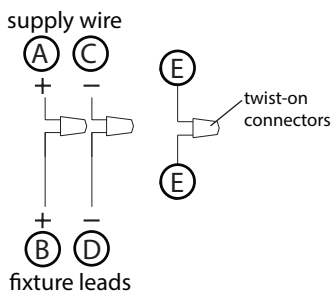 supply wire
A C
E
+ −
twist-on
connectors
E
+ −
B D
fixture leads